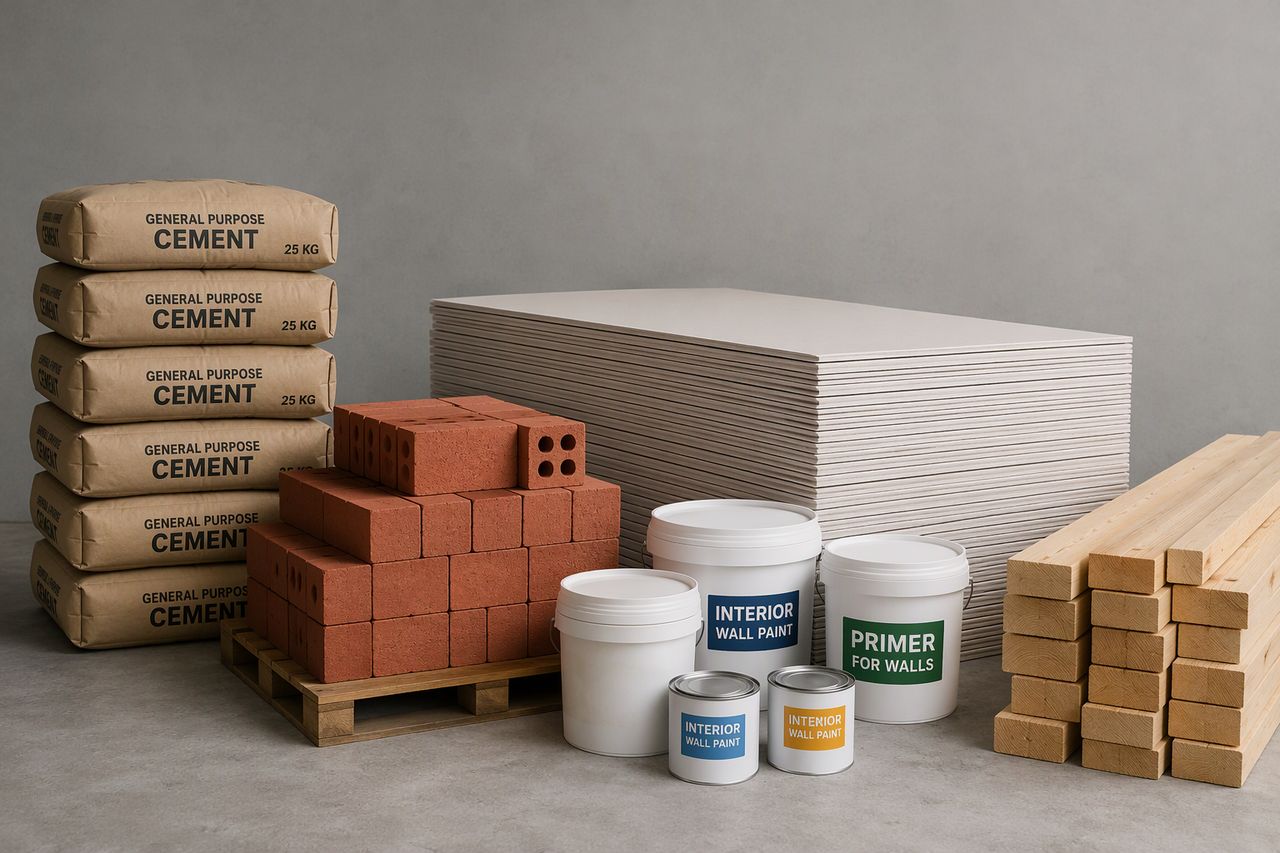 GENERAL PURPOSE
CEMENT
25 KG
GENERAL PURPOSE
CEMENT
25 KG
GENERAL PURPOSE
CEMENT
25 KG
GENERAL PURPOSE
CEMENT
GENERAL PURPOSE
CEMENT
GENERAL PURPOS
CEMENT
INTERIOR
WALL PAINT
PRIMER
FOR WALLS
INTERIOR
WALL PAINT
INTERIOR
WALL PAINT